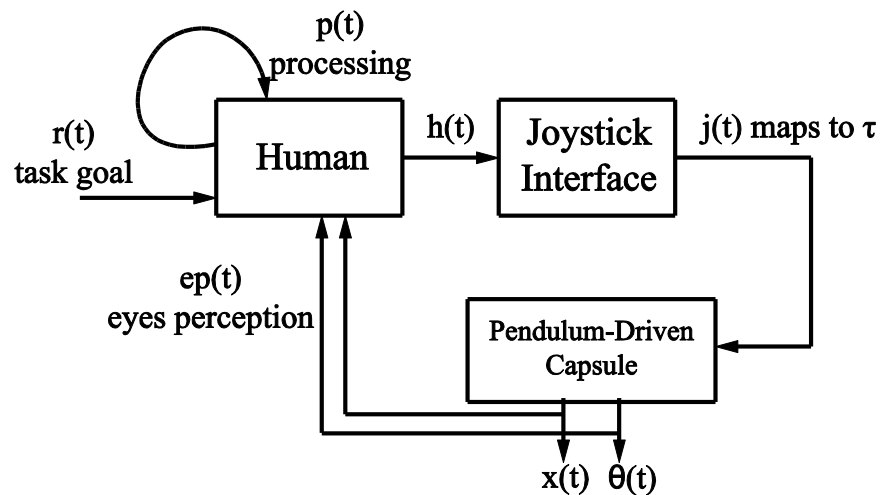 p(t)
processing
r(t)
task goal
Human
h(t)
Joystick
Interface
j(t) maps to τ
ep(t)
eyes perception
Pendulum-Driven
Capsule
x(t) θ(t)